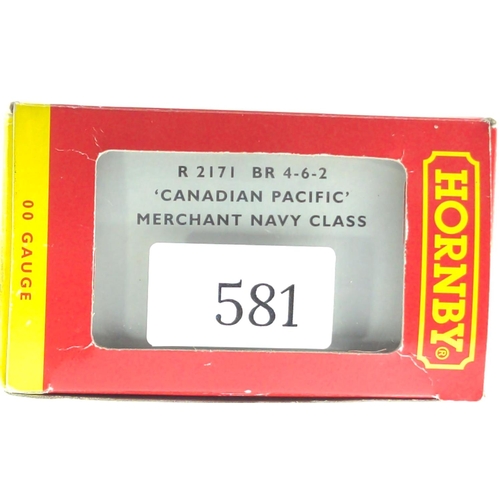 00 GAUGE
R 2171 BR 4-6-2
'CANADIAN PACIFIC'
MERCHANT NAVY CLASS
581
HORNBY®